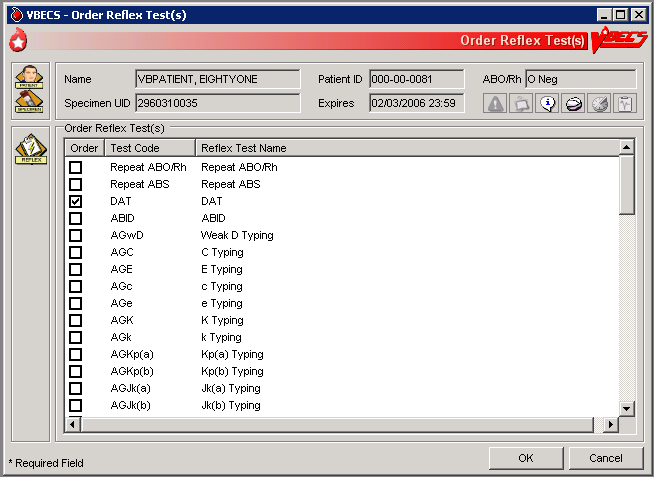 VBECS - Order Reflex Test(s)
Order Reflex Test(s) VBECS
PATIENT
SPECIMEN
REFLEX
Name VBPATIENT, EIGHTYONE Patient ID 000-00-0081 ABO/Rh O Neg
Specimen UID 2960310035 Expires 02/03/2006 23:59
Order Reflex Test(s)
Order Test Code Reflex Test Name
Repeat ABO/Rh Repeat ABO/Rh
Repeat ABS Repeat ABS
DAT DAT
ABID ABID
AGwD Weak D Typing
AGC C Typing
AGE E Typing
AGc c Typing
AGe e Typing
AGK K Typing
AGk k Typing
AGKp(a) Kp(a) Typing
AGKp(b) Kp(b) Typing
AGJk(a) Jk(a) Typing
AGJk(b) Jk(b) Typing
* Required Field
OK Cancel